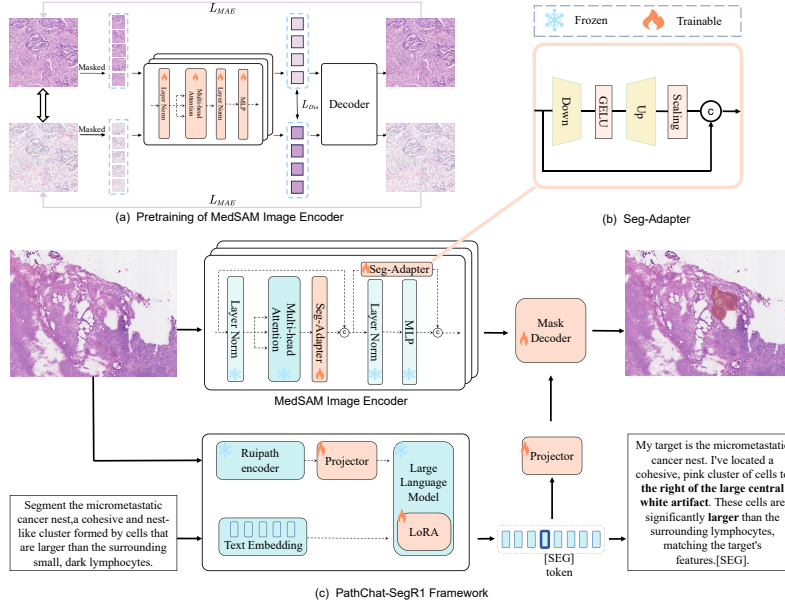 L_MAE
Frozen
Trainable
Masked
Layer Norm
Multi-head
Attention
Layer Norm
MLP
L_Dis
Decoder
Masked
L_MAE
(a) Pretraining of MedSAM Image Encoder
Down
GELU
Up
Scaling
C
(b) Seg-Adapter
Layer Norm
Multi-head
Attention
Seg-Adapter
C
Seg-Adapter
Layer Norm
MLP
C
MedSAM Image Encoder
Mask
Decoder
Ruipath
encoder
Projector
Large
Language
Model
LoRA
Text Embedding
Projector
[SEG]
token
Segment the micrometastatic
cancer nest,a cohesive and nest-
like cluster formed by cells that
are larger than the surrounding
small, dark lymphocytes.
My target is the micrometastatic
cancer nest. I've located a
cohesive, pink cluster of cells to
the right of the large central
white artifact. These cells are
significantly larger than the
surrounding lymphocytes,
matching the target's
features.[SEG].
(c) PathChat-SegR1 Framework